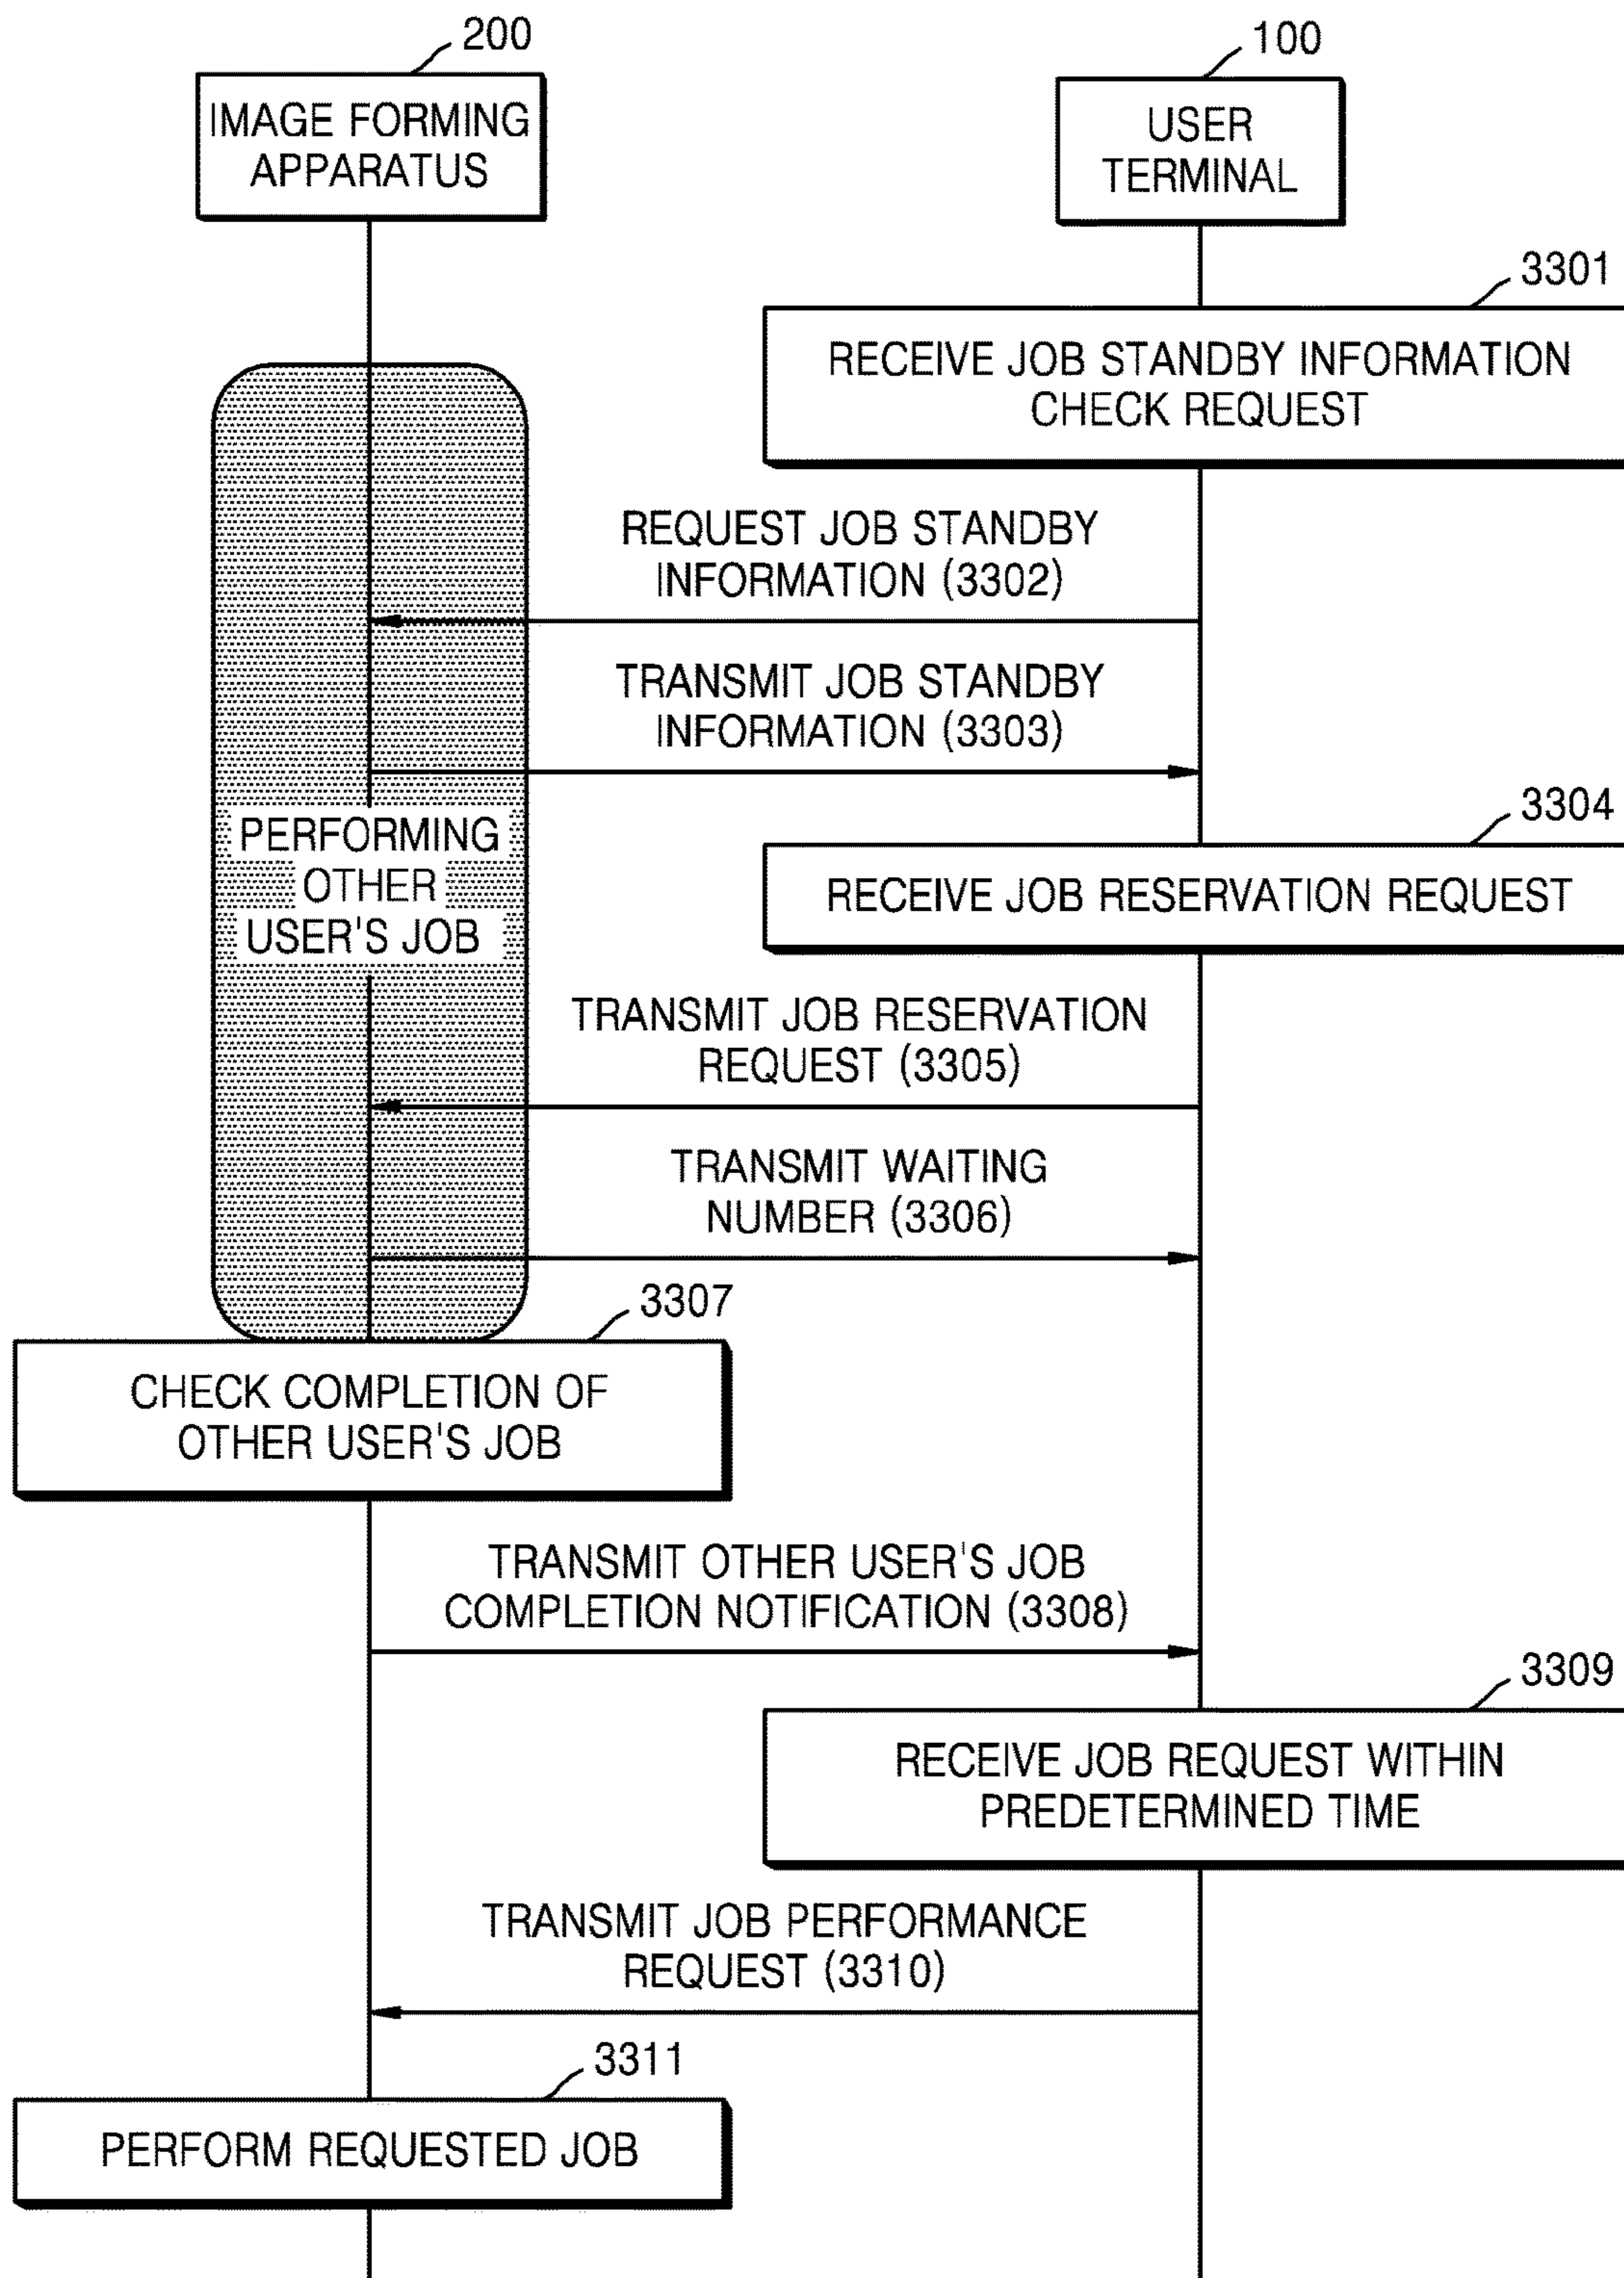 200
100
IMAGE FORMING
APPARATUS
USER
TERMINAL
3301
RECEIVE JOB STANDBY INFORMATION
CHECK REQUEST
REQUEST JOB STANDBY
INFORMATION (3302)
TRANSMIT JOB STANDBY
INFORMATION (3303)
3304
PERFORMING
OTHER
USER'S JOB
RECEIVE JOB RESERVATION REQUEST
TRANSMIT JOB RESERVATION
REQUEST (3305)
TRANSMIT WAITING
NUMBER (3306)
3307
CHECK COMPLETION OF
OTHER USER'S JOB
TRANSMIT OTHER USER'S JOB
COMPLETION NOTIFICATION (3308)
3309
RECEIVE JOB REQUEST WITHIN
PREDETERMINED TIME
TRANSMIT JOB PERFORMANCE
REQUEST (3310)
3311
PERFORM REQUESTED JOB